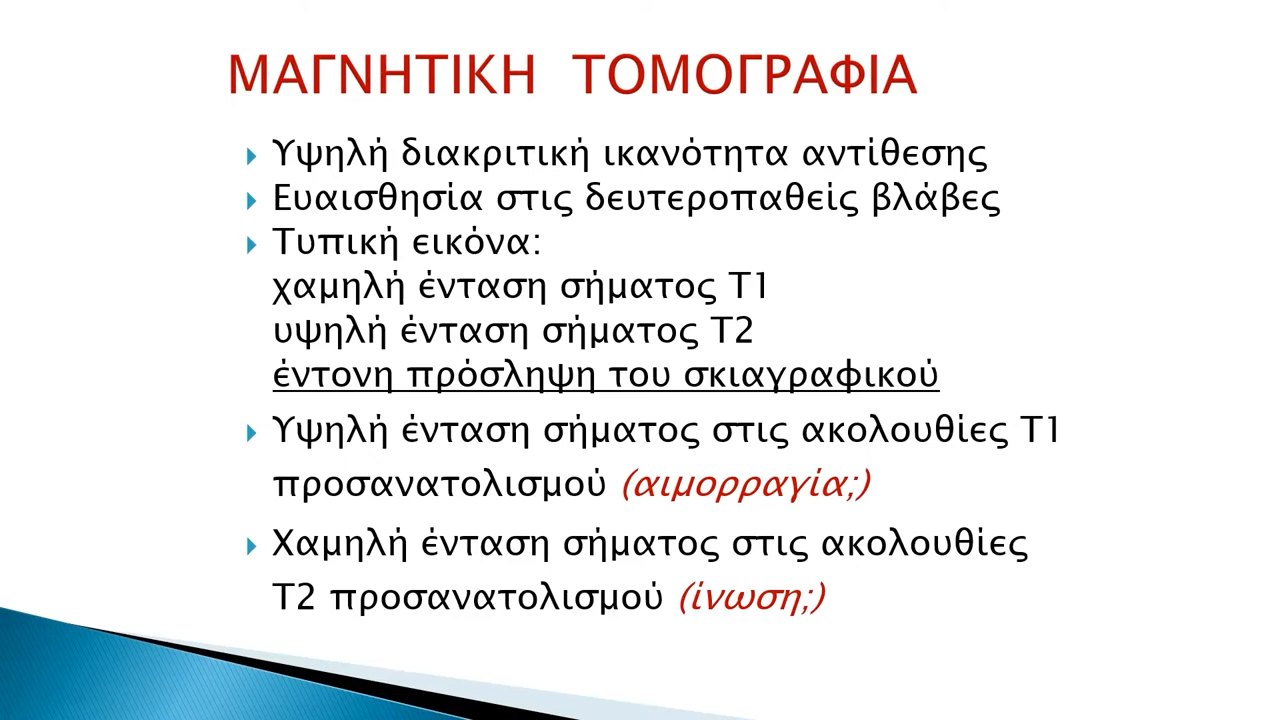 ΜΑΓΝΗΤΙΚΗ ΤΟΜΟΓΡΑΦΙΑ
Υψηλή διακριτική ικανότητα αντίθεσης
Ευαισθησία στις δευτεροπαθείς βλάβες
Τυπική εικόνα:
χαμηλή ένταση σήματος Τ1
υψηλή ένταση σήματος Τ2
έντονη πρόσληψη του σκιαγραφικού
Υψηλή ένταση σήματος στις ακολουθίες Τ1
προσανατολισμού (αιμορραγία;)
Χαμηλή ένταση σήματος στις ακολουθίες
Τ2 προσανατολισμού (ίνωση;)